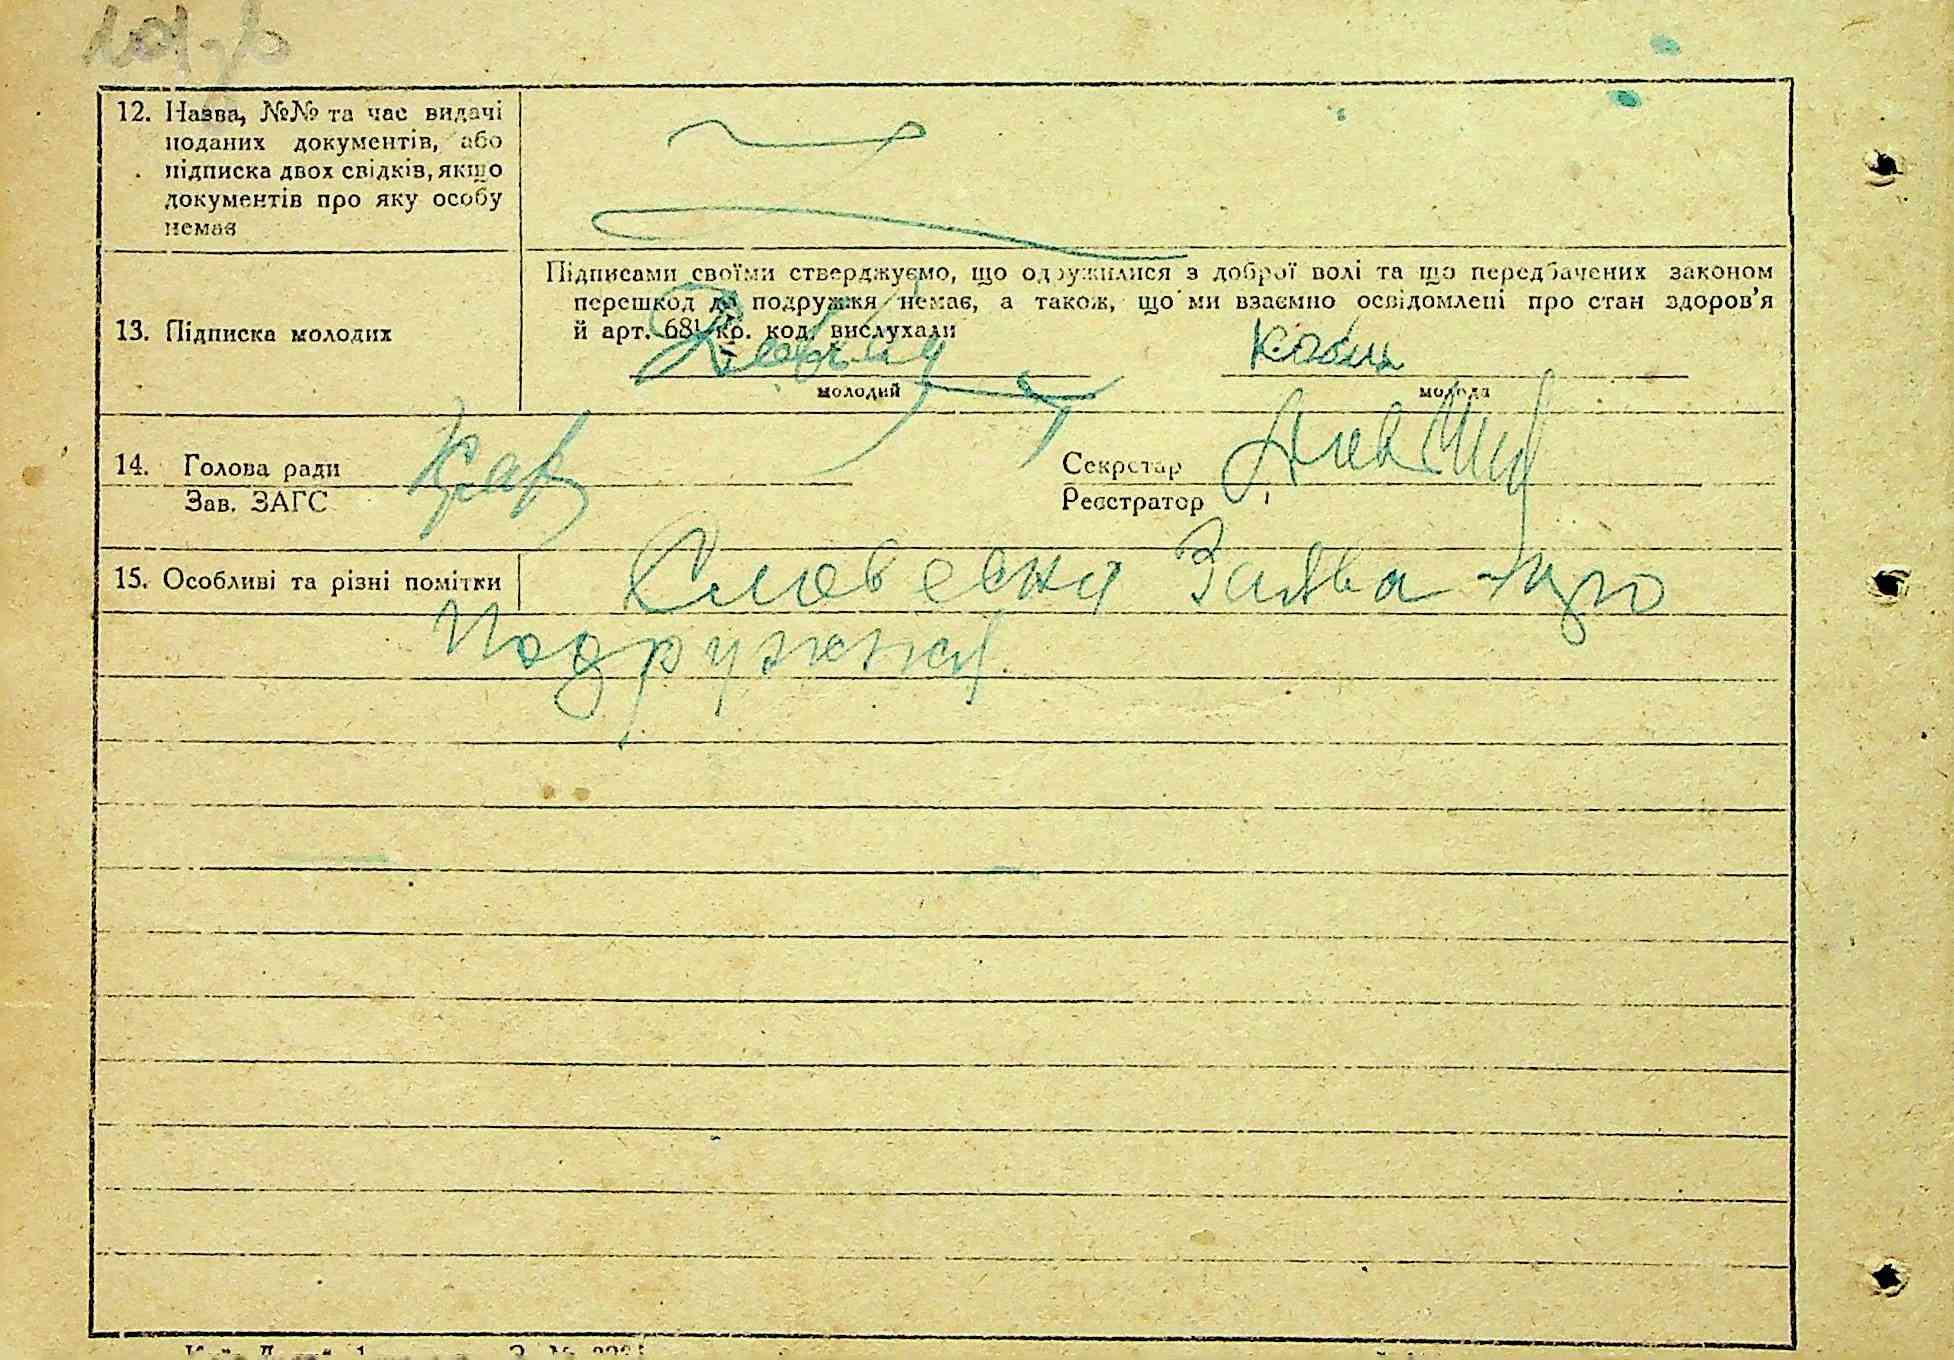 12. Назва, №№ та час видачі
поданих документів, або
підписка двох свідків, якщо
документів про яку особу
немає
Підписами своїми стверджуємо, що одружилися з доброї волі та що передбачених законом
перешкод до подружжя немає, а також, що ми взаємно освідомлені про стан здоров'я
й арт. 68¹ кр. код. вислухали
13. Підписка молодих
молодий
молода
14. Голова ради
Секретар
Зав. ЗАГС
Реєстратор
15. Особливі та різні помітки
Словесна Заява про
подружжя